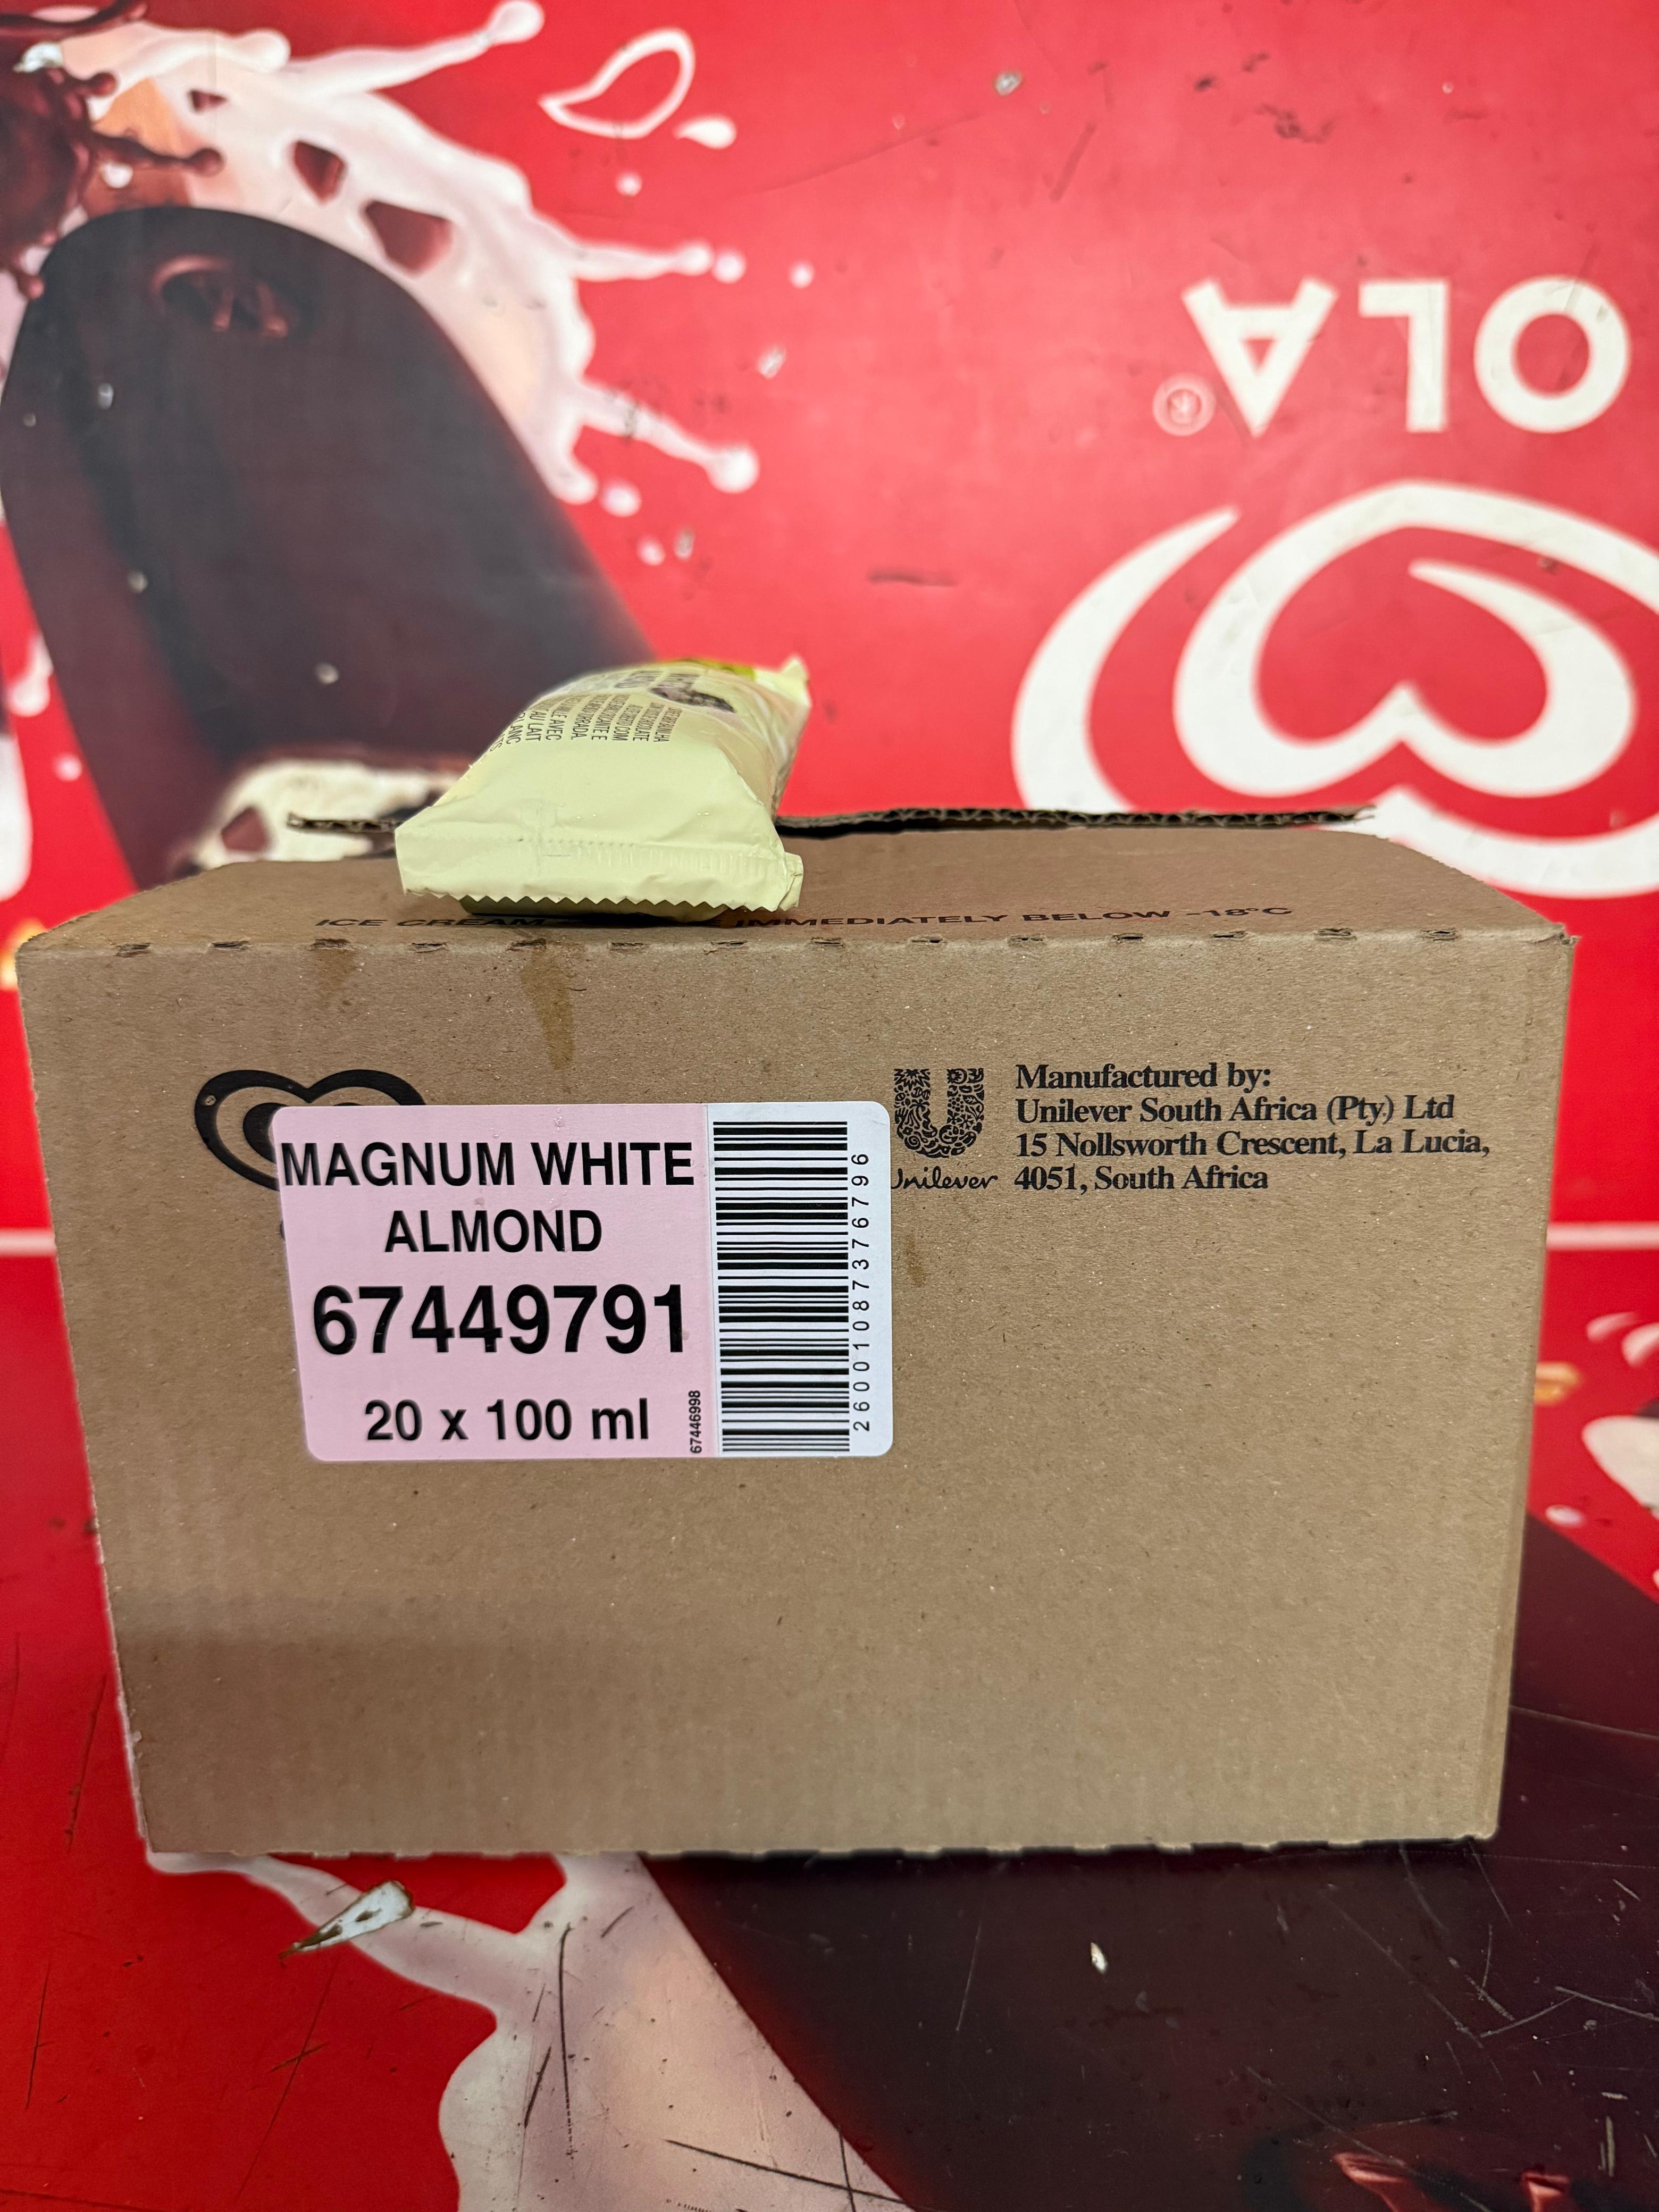 OLA
®
ICE CREAM
IMMEDIATELY BELOW -18°C
MAGNUM WHITE
ALMOND
67449791
20 x 100 ml
67446998
26001087376796
Unilever
Manufactured by:
Unilever South Africa (Pty) Ltd
15 Nollsworth Crescent, La Lucia,
4051, South Africa